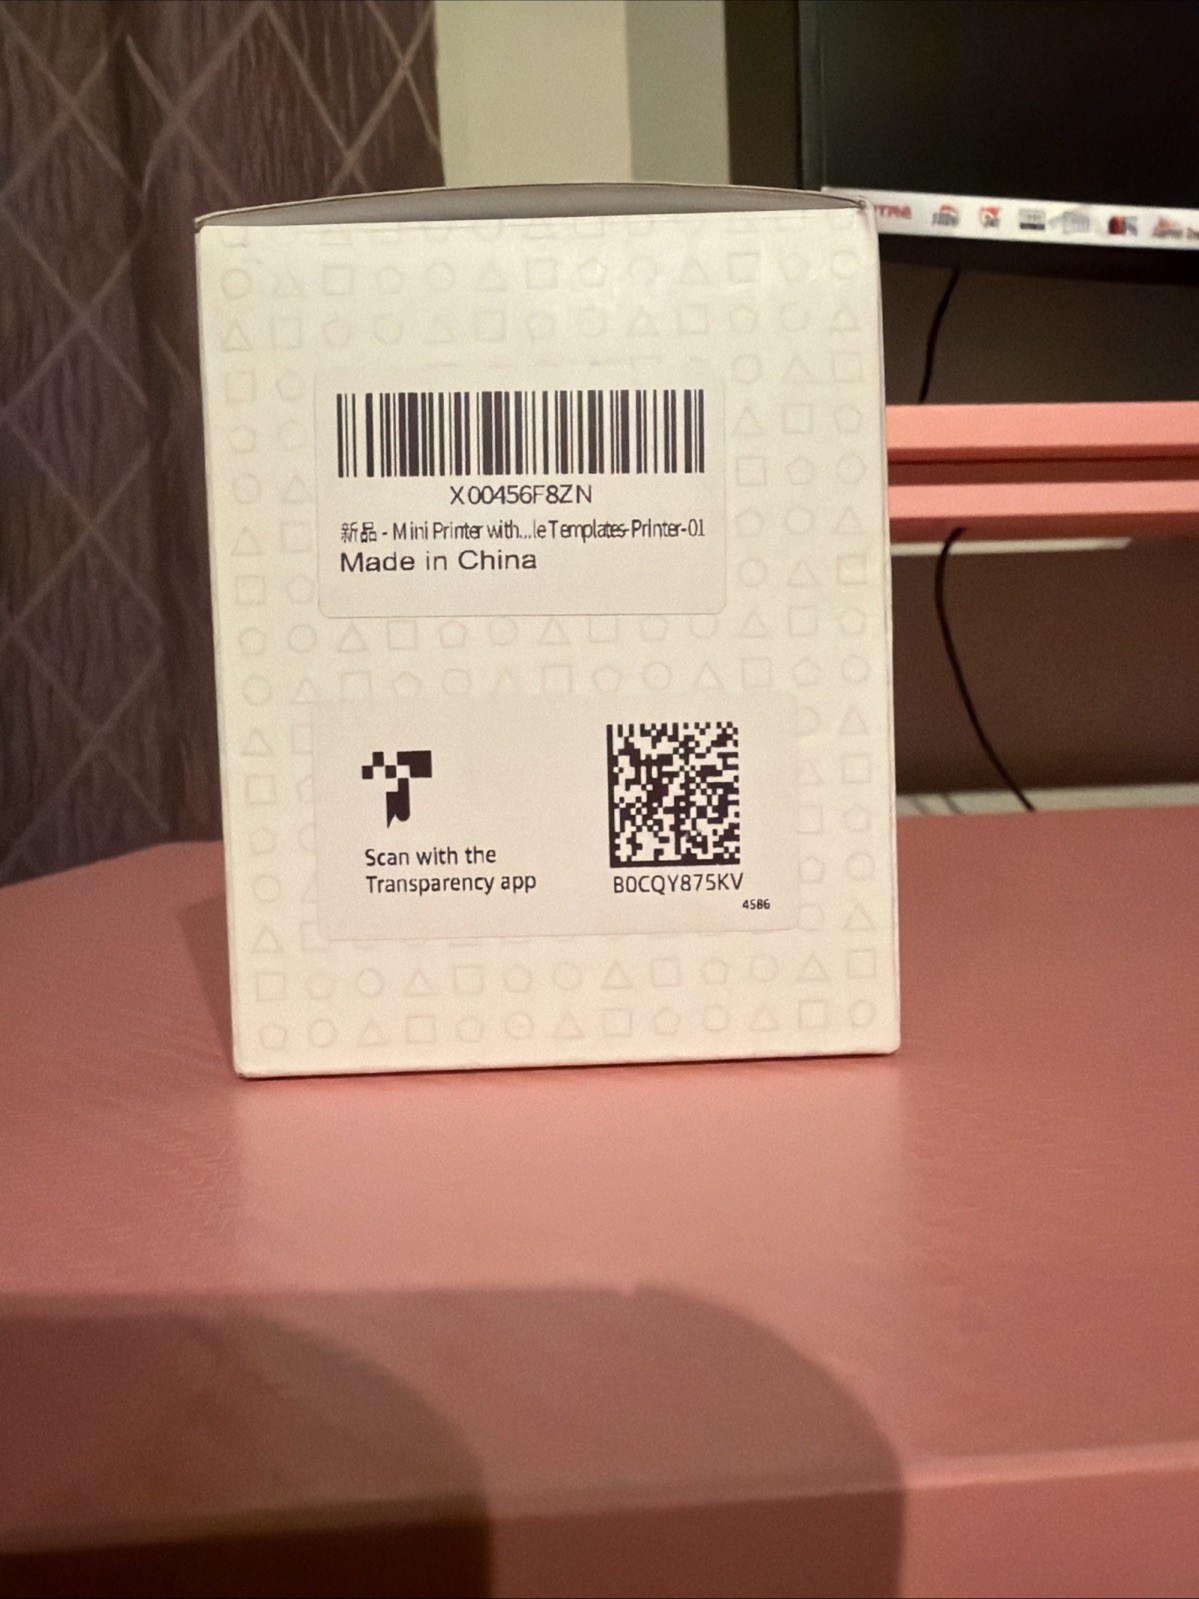 X00456F8ZN
新品 - Mini Printer with...le Templates-Printer-01
Made in China
Scan with the
Transparency app
B0CQY875KV
4586